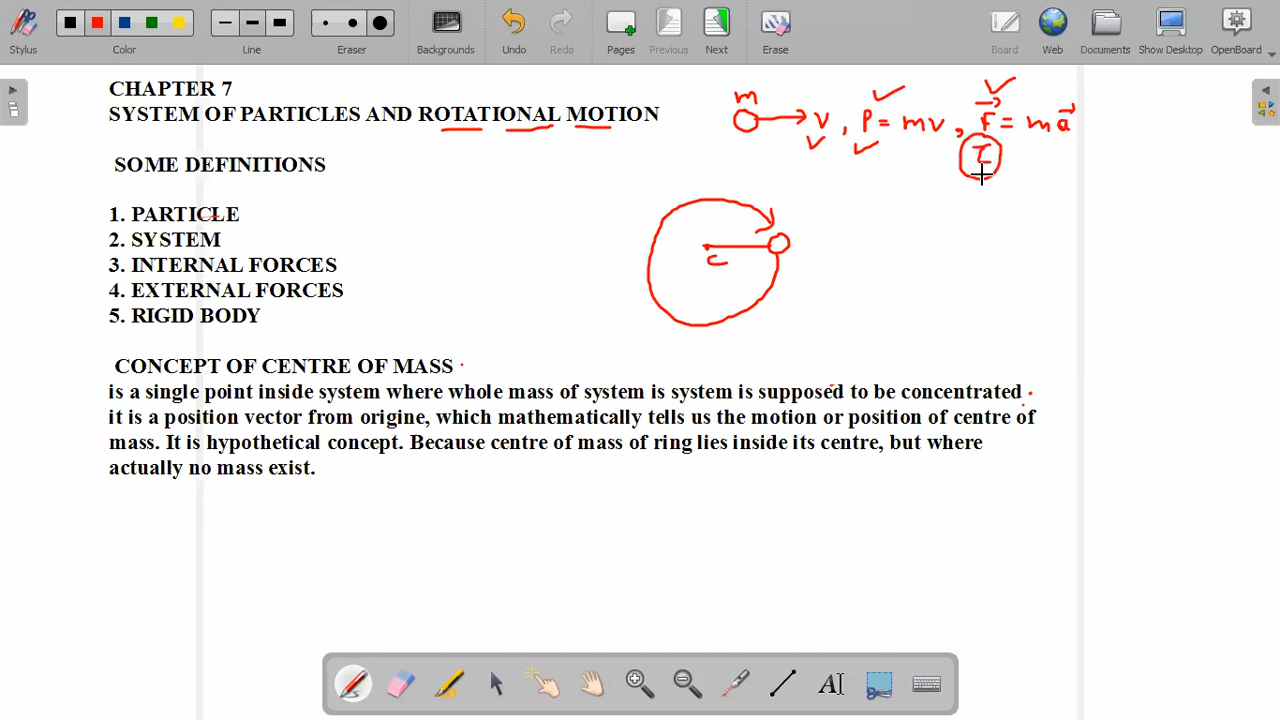 Stylus Color Line Eraser Backgrounds Undo Redo Pages Previous Next Erase Board Web Documents Show Desktop OpenBoard
CHAPTER 7
SYSTEM OF PARTICLES AND ROTATIONAL MOTION
m v , P = mv , F = ma
τ
SOME DEFINITIONS
1. PARTICLE
2. SYSTEM
3. INTERNAL FORCES
4. EXTERNAL FORCES
5. RIGID BODY
c
CONCEPT OF CENTRE OF MASS
is a single point inside system where whole mass of system is system is supposed to be concentrated
it is a position vector from origine, which mathematically tells us the motion or position of centre of
mass. It is hypothetical concept. Because centre of mass of ring lies inside its centre, but where
actually no mass exist.
AI